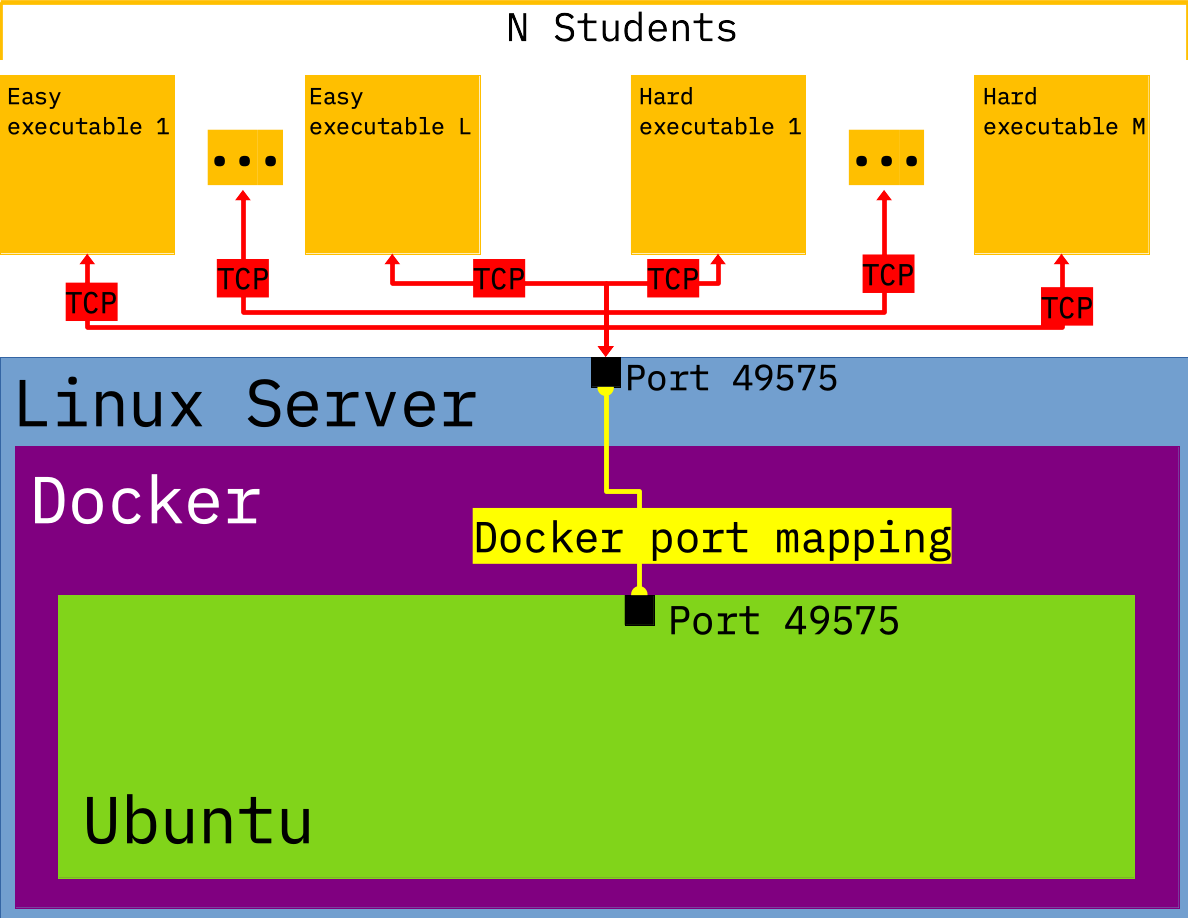 N Students
Easy
executable 1
...
Easy
executable L
Hard
executable 1
...
Hard
executable M
TCP
TCP
TCP
TCP
TCP
TCP
Port 49575
Linux Server
Docker
Docker port mapping
Port 49575
Ubuntu